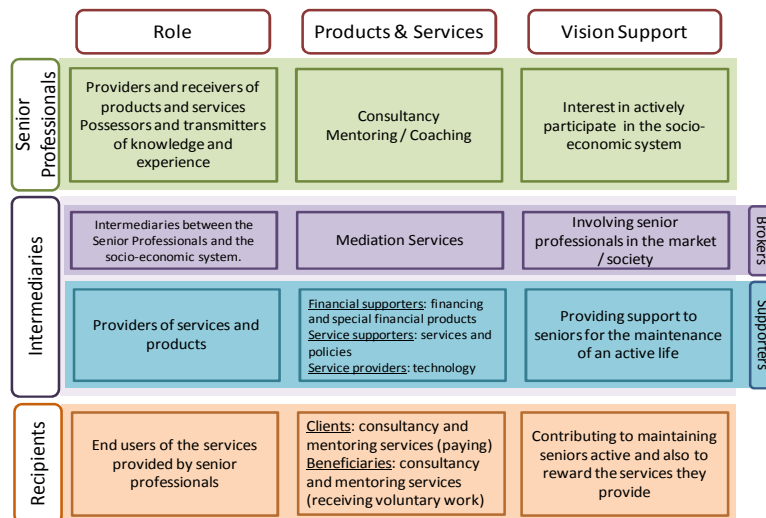 Role
Products & Services
Vision Support
Senior
Professionals
Providers and receivers of
products and services
Possessors and transmitters
of knowledge and
experience
Consultancy
Mentoring / Coaching
Interest in actively
participate in the socio-
economic system
Intermediaries
Intermediaries between the
Senior Professionals and the
socio-economic system.
Mediation Services
Involving senior
professionals in the market
/ society
Brokers
Providers of services and
products
Financial supporters: financing
and special financial products
Service supporters: services and
policies
Service providers: technology
Providing support to
seniors for the maintenance
of an active life
Supporters
Recipients
End users of the services
provided by senior
professionals
Clients: consultancy and
mentoring services (paying)
Beneficiaries: consultancy
and mentoring services
(receiving voluntary work)
Contributing to maintaining
seniors active and also to
reward the services they
provide